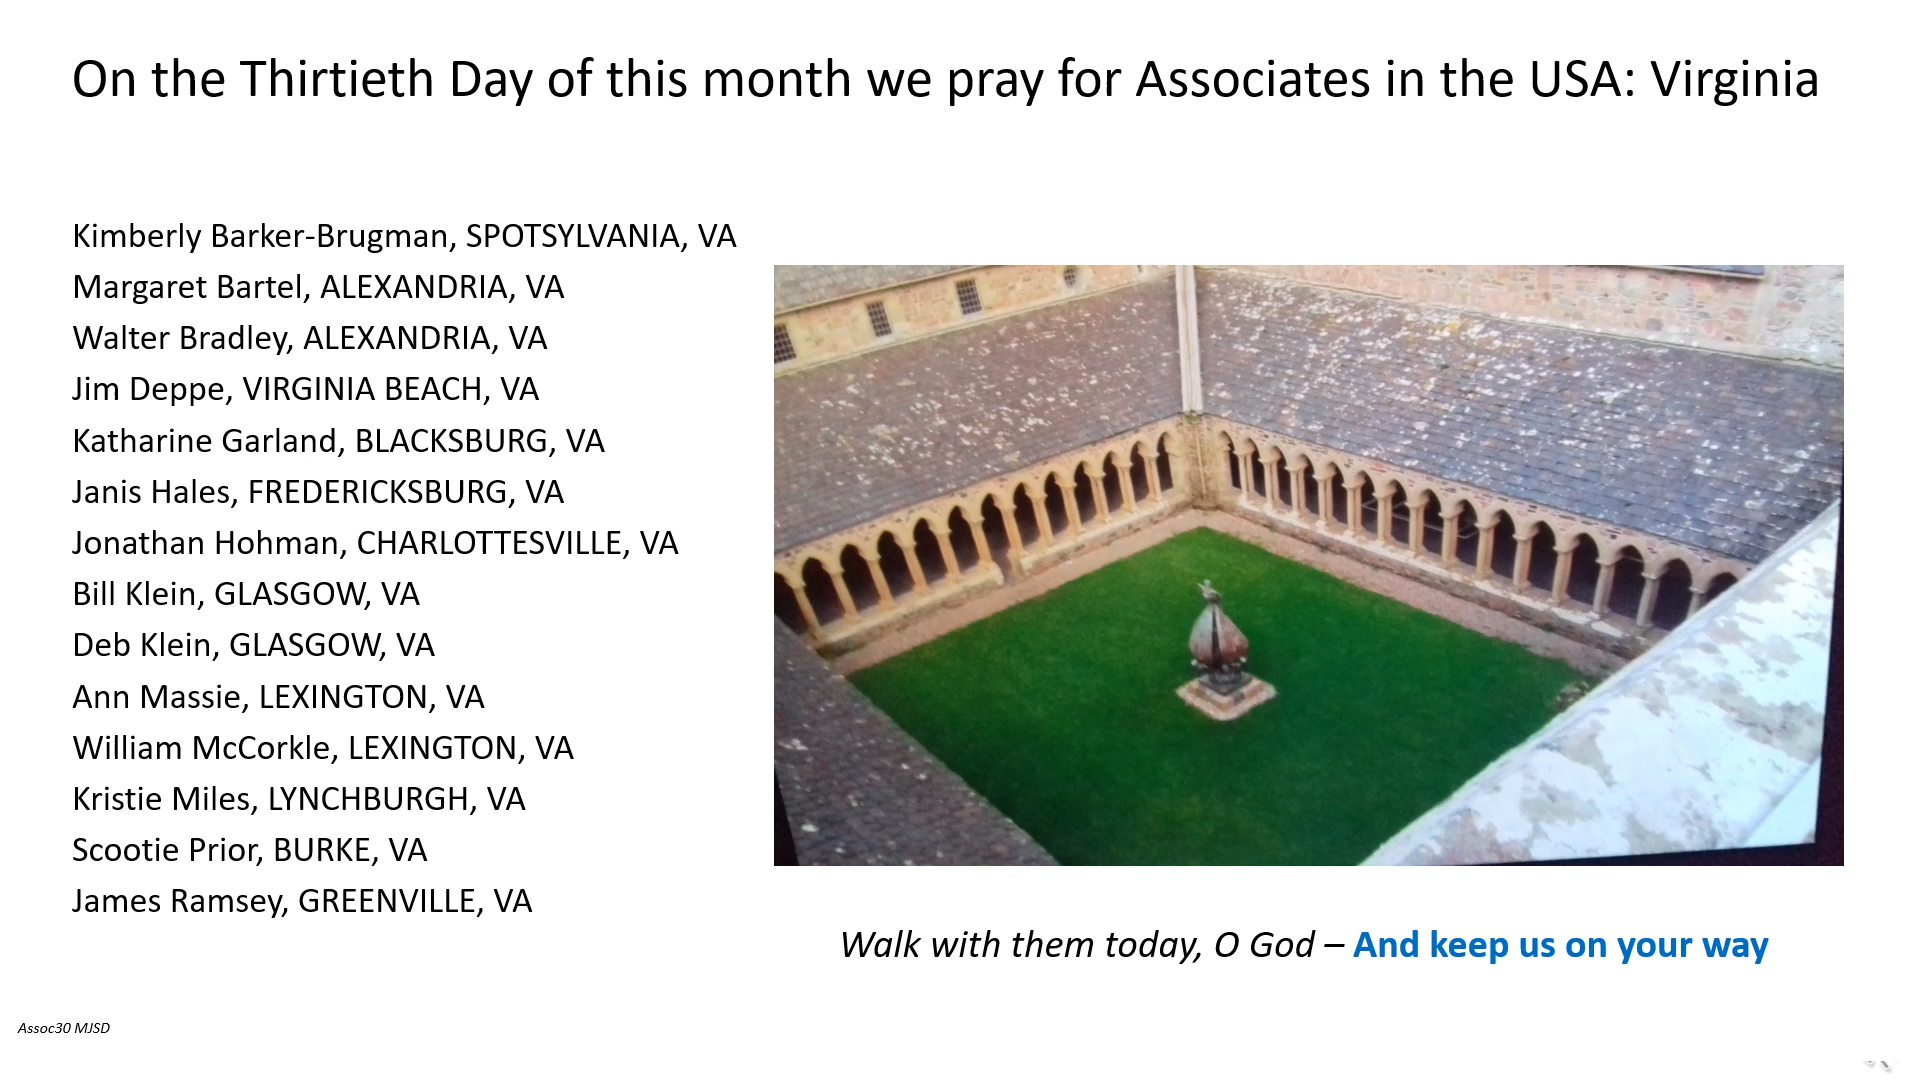 On the Thirtieth Day of this month we pray for Associates in the USA: Virginia
Kimberly Barker-Brugman, SPOTSYLVANIA, VA
Margaret Bartel, ALEXANDRIA, VA
Walter Bradley, ALEXANDRIA, VA
Jim Deppe, VIRGINIA BEACH, VA
Katharine Garland, BLACKSBURG, VA
Janis Hales, FREDERICKSBURG, VA
Jonathan Hohman, CHARLOTTESVILLE, VA
Bill Klein, GLASGOW, VA
Deb Klein, GLASGOW, VA
Ann Massie, LEXINGTON, VA
William McCorkle, LEXINGTON, VA
Kristie Miles, LYNCHBURGH, VA
Scootie Prior, BURKE, VA
James Ramsey, GREENVILLE, VA
Walk with them today, O God – And keep us on your way
Assoc30 MJSD